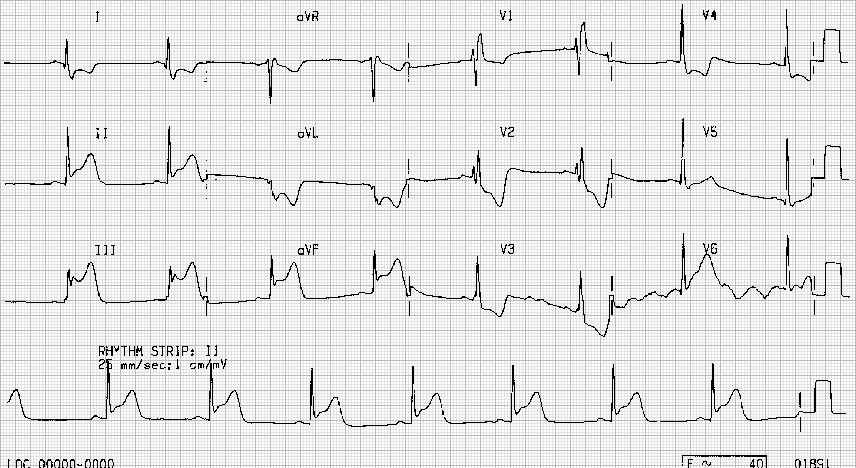 I aVR V1 V4
II aVL V2 V5
III aVF V3 V6
RHYTHM STRIP: II
25 mm/sec;1 cm/mV
LOC 00000-0000 F ~ 40